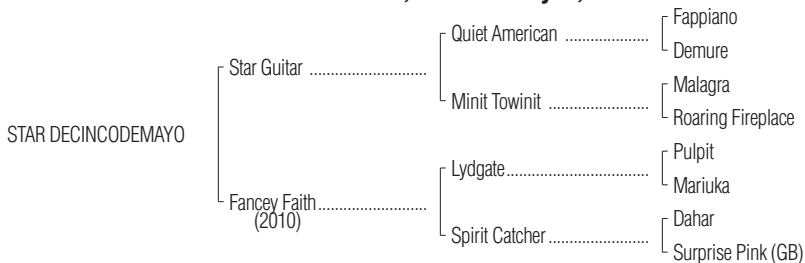 Fappiano
Quiet American ....................
Demure
Star Guitar ............................
Malagra
Minit Towinit ........................
Roaring Fireplace
STAR DECINCODEMAYO
Pulpit
Lydgate..................................
Mariuka
Fancey Faith..........................
(2010)
Dahar
Spirit Catcher........................
Surprise Pink (GB)